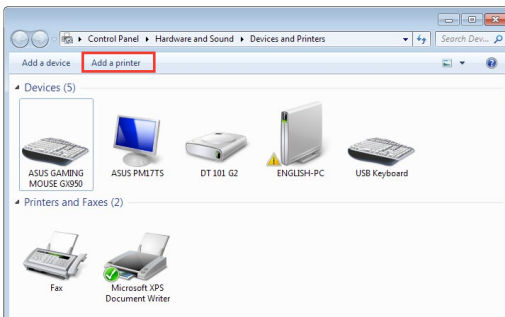 Control Panel ▸ Hardware and Sound ▸ Devices and Printers
Search Dev...
Add a device
Add a printer
Devices (5)
ASUS GAMING
MOUSE GX950
ASUS PM17TS
DT 101 G2
ENGLISH-PC
USB Keyboard
Printers and Faxes (2)
Fax
Microsoft XPS
Document Writer